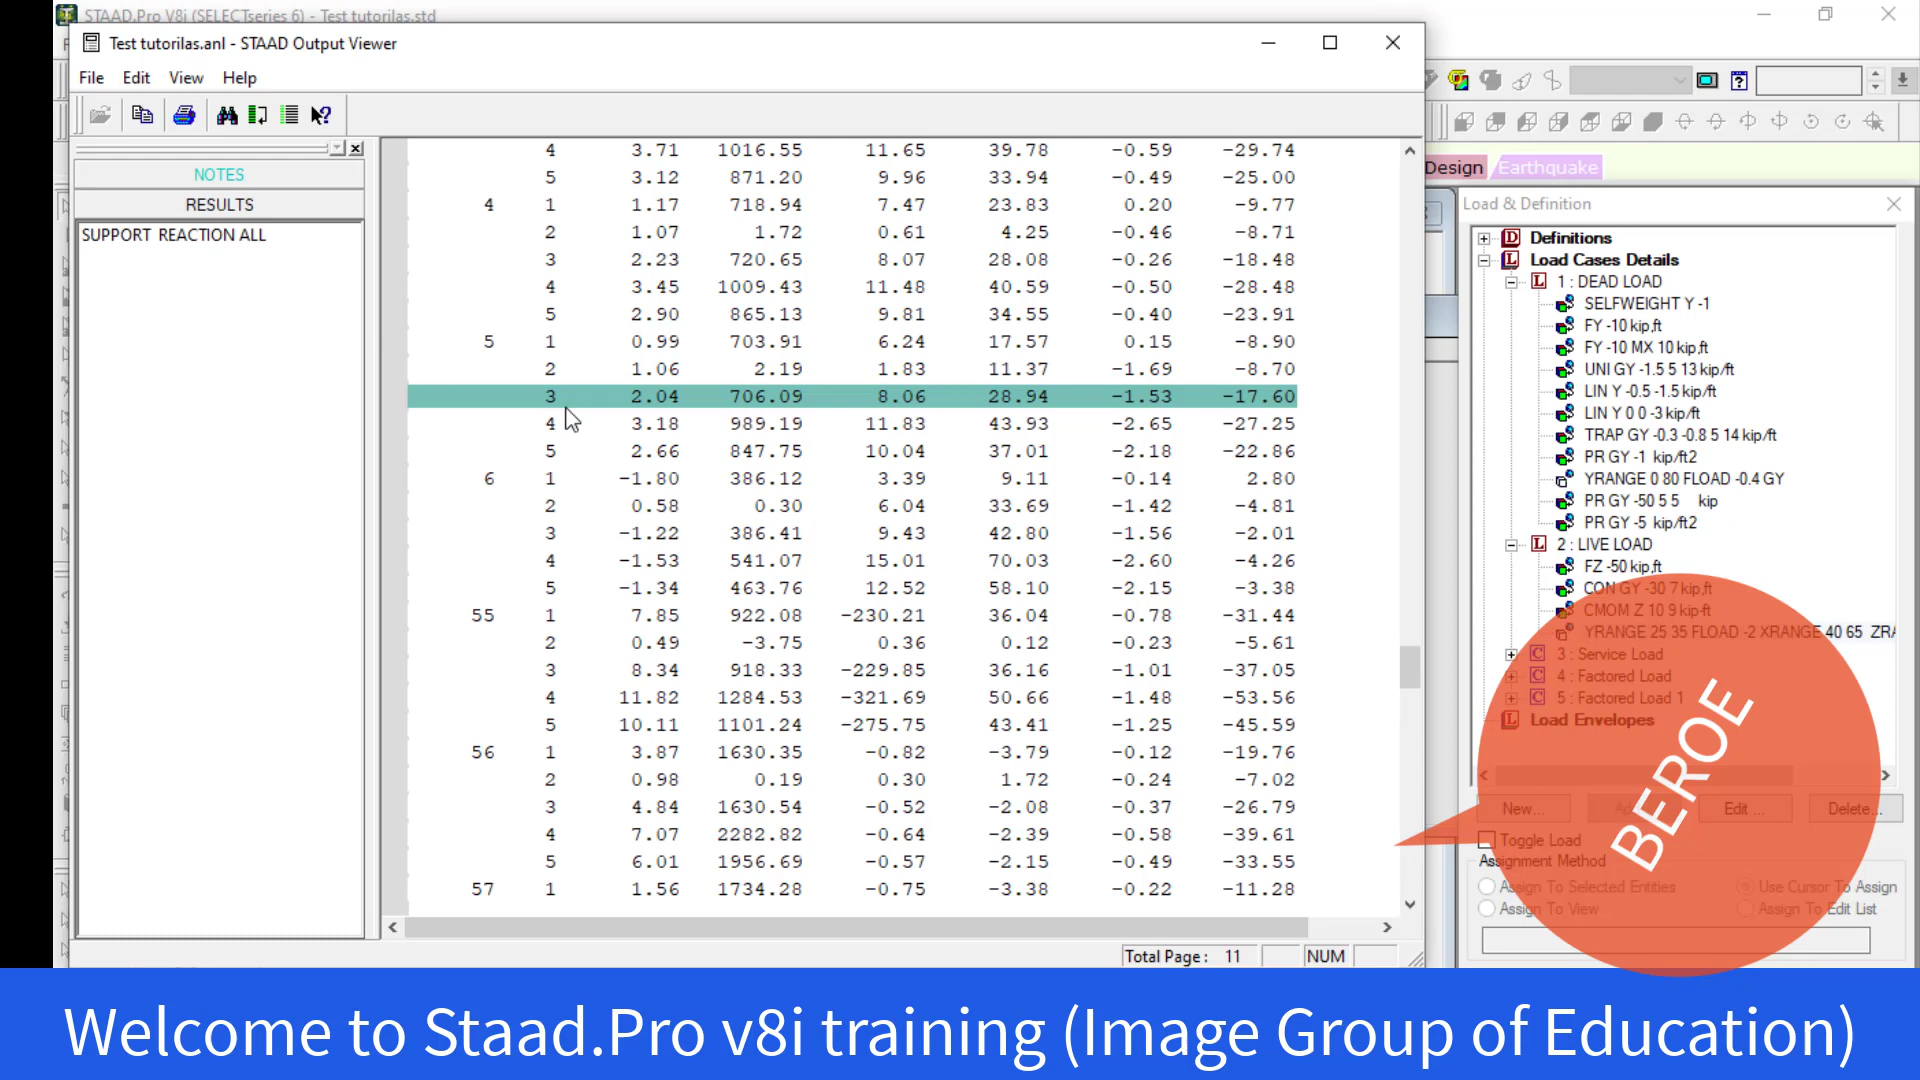 STAAD.Pro V8i (SELECTseries 6) - Test tutorilas.std
Test tutorilas.anl - STAAD Output Viewer
File Edit View Help
NOTES
RESULTS
SUPPORT REACTION ALL
4 3.71 1016.55 11.65 39.78 -0.59 -29.74
5 3.12 871.20 9.96 33.94 -0.49 -25.00
4 1 1.17 718.94 7.47 23.83 0.20 -9.77
2 1.07 1.72 0.61 4.25 -0.46 -8.71
3 2.23 720.65 8.07 28.08 -0.26 -18.48
4 3.45 1009.43 11.48 40.59 -0.50 -28.48
5 2.90 865.13 9.81 34.55 -0.40 -23.91
5 1 0.99 703.91 6.24 17.57 0.15 -8.90
2 1.06 2.19 1.83 11.37 -1.69 -8.70
3 2.04 706.09 8.06 28.94 -1.53 -17.60
4 3.18 989.19 11.83 43.93 -2.65 -27.25
5 2.66 847.75 10.04 37.01 -2.18 -22.86
6 1 -1.80 386.12 3.39 9.11 -0.14 2.80
2 0.58 0.30 6.04 33.69 -1.42 -4.81
3 -1.22 386.41 9.43 42.80 -1.56 -2.01
4 -1.53 541.07 15.01 70.03 -2.60 -4.26
5 -1.34 463.76 12.52 58.10 -2.15 -3.38
55 1 7.85 922.08 -230.21 36.04 -0.78 -31.44
2 0.49 -3.75 0.36 0.12 -0.23 -5.61
3 8.34 918.33 -229.85 36.16 -1.01 -37.05
4 11.82 1284.53 -321.69 50.66 -1.48 -53.56
5 10.11 1101.24 -275.75 43.41 -1.25 -45.59
56 1 3.87 1630.35 -0.82 -3.79 -0.12 -19.76
2 0.98 0.19 0.30 1.72 -0.24 -7.02
3 4.84 1630.54 -0.52 -2.08 -0.37 -26.79
4 7.07 2282.82 -0.64 -2.39 -0.58 -39.61
5 6.01 1956.69 -0.57 -2.15 -0.49 -33.55
57 1 1.56 1734.28 -0.75 -3.38 -0.22 -11.28
Total Page : 11 NUM
Design Earthquake
Load & Definition
Definitions
Load Cases Details
1 : DEAD LOAD
SELFWEIGHT Y -1
FY -10 kip,ft
FY -10 MX 10 kip,ft
UNI GY -1.5 5 13 kip/ft
LIN Y -0.5 -1.5 kip/ft
LIN Y 0 0 -3 kip/ft
TRAP GY -0.3 -0.8 5 14 kip/ft
PR GY -1 kip/ft2
YRANGE 0 80 FLOAD -0.4 GY
PR GY -50 5 5 kip
PR GY -5 kip/ft2
2 : LIVE LOAD
FZ -50 kip,ft
CON GY -30 7 kip,ft
CMOM Z 10 9 kip-ft
YRANGE 25 35 FLOAD -2 XRANGE 40 65 ZRA
3 : Service Load
4 : Factored Load
5 : Factored Load 1
Load Envelopes
New... Edit ... Delete...
Toggle Load
Assignment Method
Assign To Selected Entities Use Cursor To Assign
Assign To View Assign To Edit List
BEROE
Welcome to Staad.Pro v8i training (Image Group of Education)